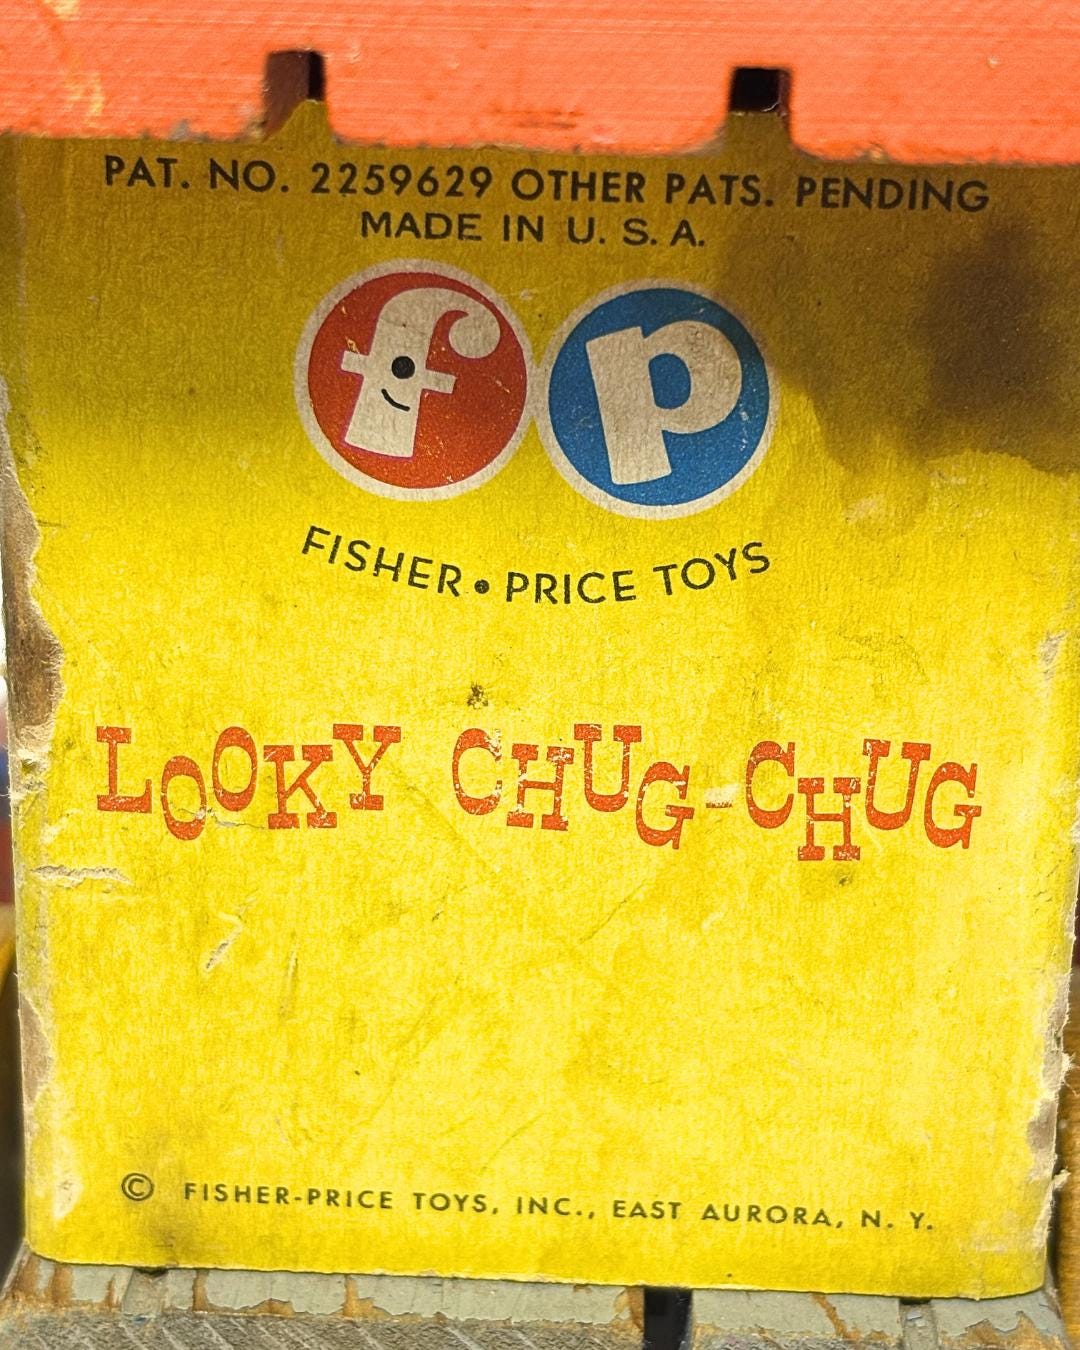 PAT. NO. 2259629 OTHER PATS. PENDING
MADE IN U. S. A.
f p
FISHER • PRICE TOYS
LOOKY CHUG-CHUG
© FISHER-PRICE TOYS, INC., EAST AURORA, N. Y.